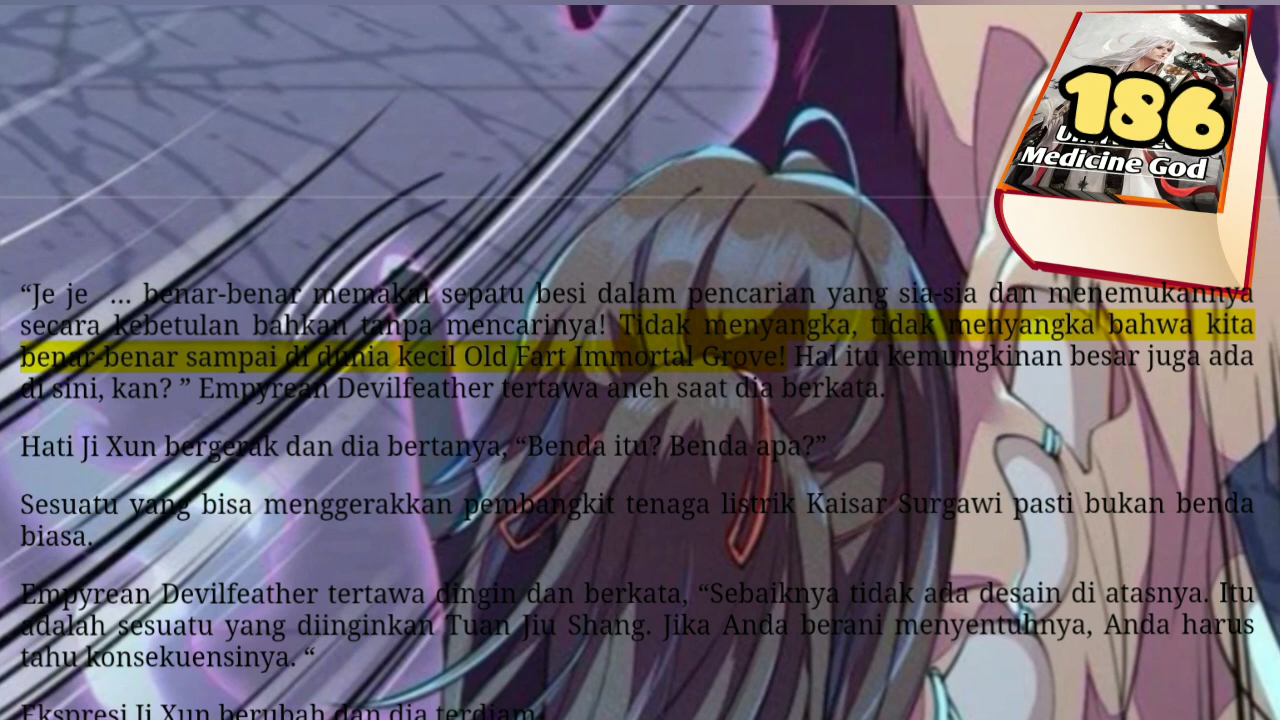 186
Medicine God
“Je je … benar-benar memakai sepatu besi dalam pencarian yang sia-sia dan menemukannya
secara kebetulan bahkan tanpa mencarinya! Tidak menyangka, tidak menyangka bahwa kita
benar-benar sampai di dunia kecil Old Fart Immortal Grove! Hal itu kemungkinan besar juga ada
di sini, kan? ” Empyrean Devilfeather tertawa aneh saat dia berkata.
Hati Ji Xun bergerak dan dia bertanya, “Benda itu? Benda apa?”
Sesuatu yang bisa menggerakkan pembangkit tenaga listrik Kaisar Surgawi pasti bukan benda
biasa.
Empyrean Devilfeather tertawa dingin dan berkata, “Sebaiknya tidak ada desain di atasnya. Itu
adalah sesuatu yang diinginkan Tuan Jiu Shang. Jika Anda berani menyentuhnya, Anda harus
tahu konsekuensinya. “
Ekspresi Ji Xun berubah dan dia terdiam.